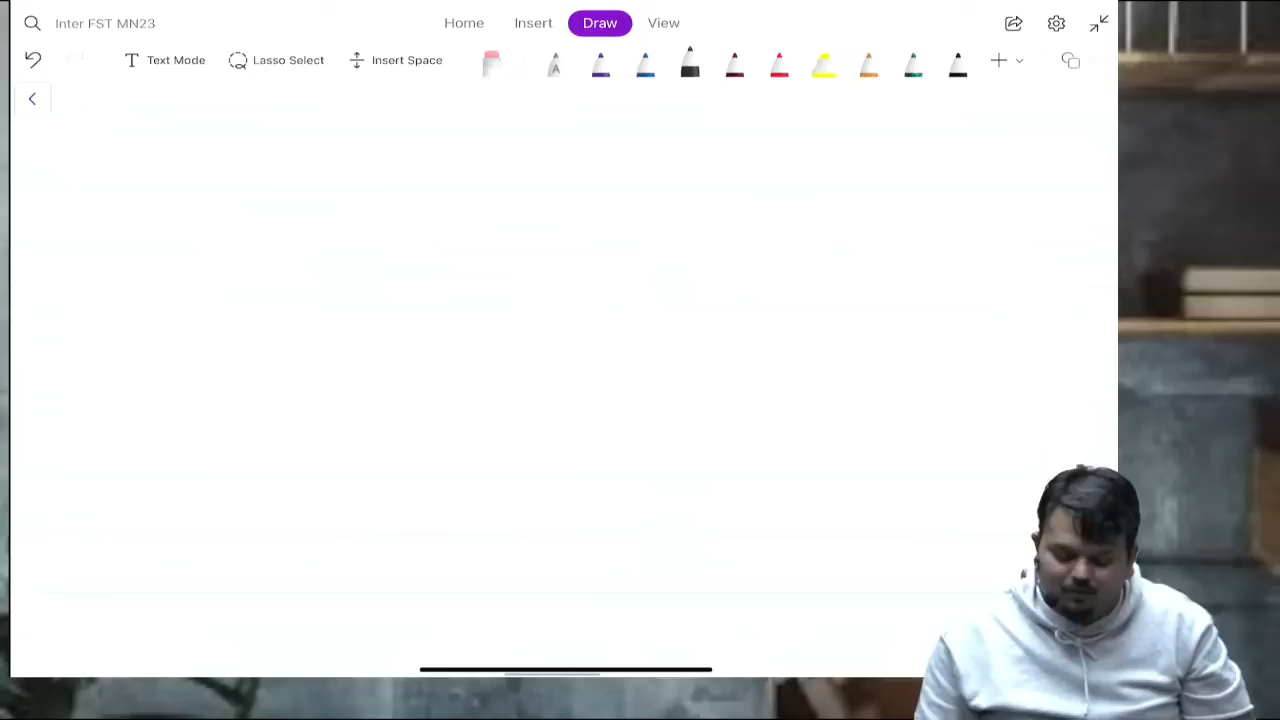 Inter FST MN23
Home Insert Draw View
Text Mode Lasso Select Insert Space
A